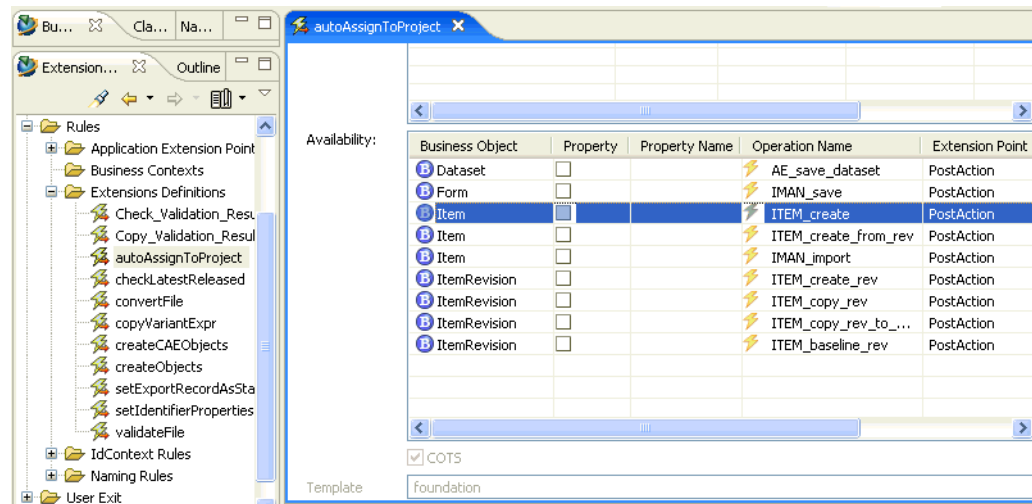 Bu...
Cla...
Na...
Extension...
Outline
Rules
Application Extension Point
Business Contexts
Extensions Definitions
Check_Validation_Resu
Copy_Validation_Resul
autoAssignToProject
checkLatestReleased
convertFile
copyVariantExpr
createCAEObjects
createObjects
setExportRecordAsSta
setIdentifierProperties
validateFile
IdContext Rules
Naming Rules
User Exit
autoAssignToProject
Availability:
Business Object Property Property Name Operation Name Extension Point
Dataset AE_save_dataset PostAction
Form IMAN_save PostAction
Item ITEM_create PostAction
Item ITEM_create_from_rev PostAction
Item IMAN_import PostAction
ItemRevision ITEM_create_rev PostAction
ItemRevision ITEM_copy_rev PostAction
ItemRevision ITEM_copy_rev_to_... PostAction
ItemRevision ITEM_baseline_rev PostAction
COTS
Template foundation